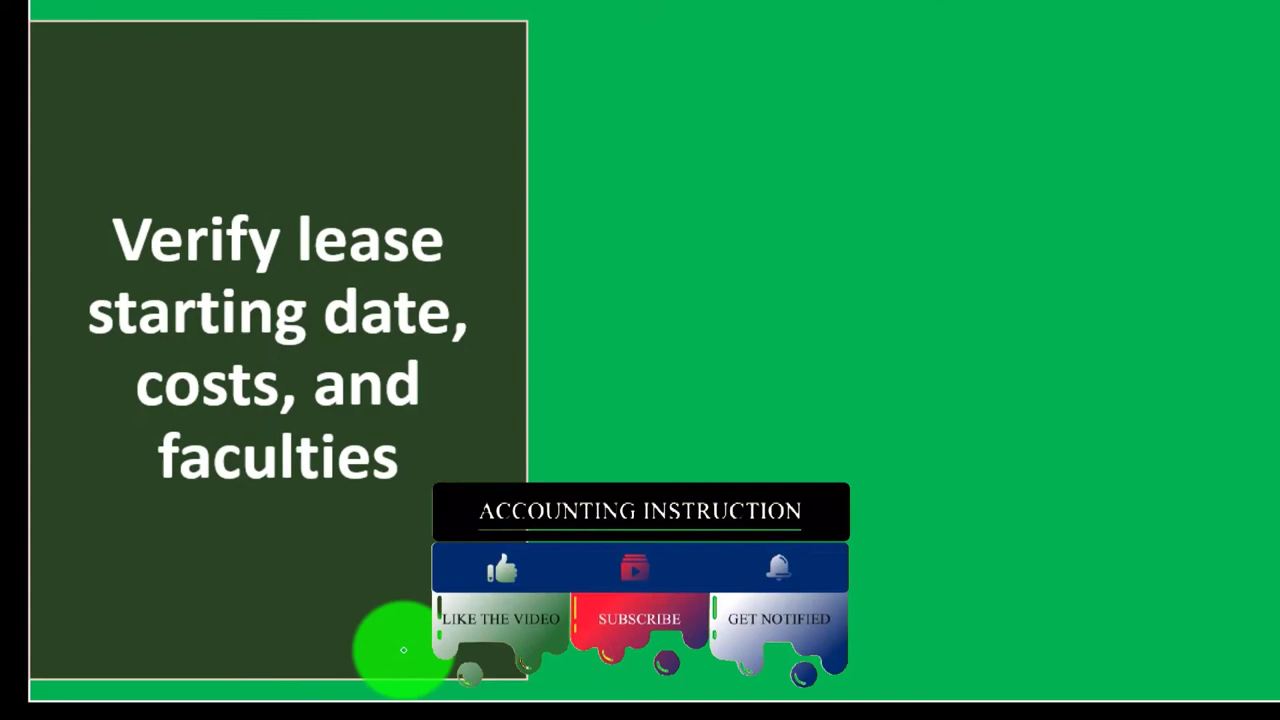 Verify lease
starting date,
costs, and
faculties
ACCOUNTING INSTRUCTION
LIKE THE VIDEO
SUBSCRIBE
GET NOTIFIED